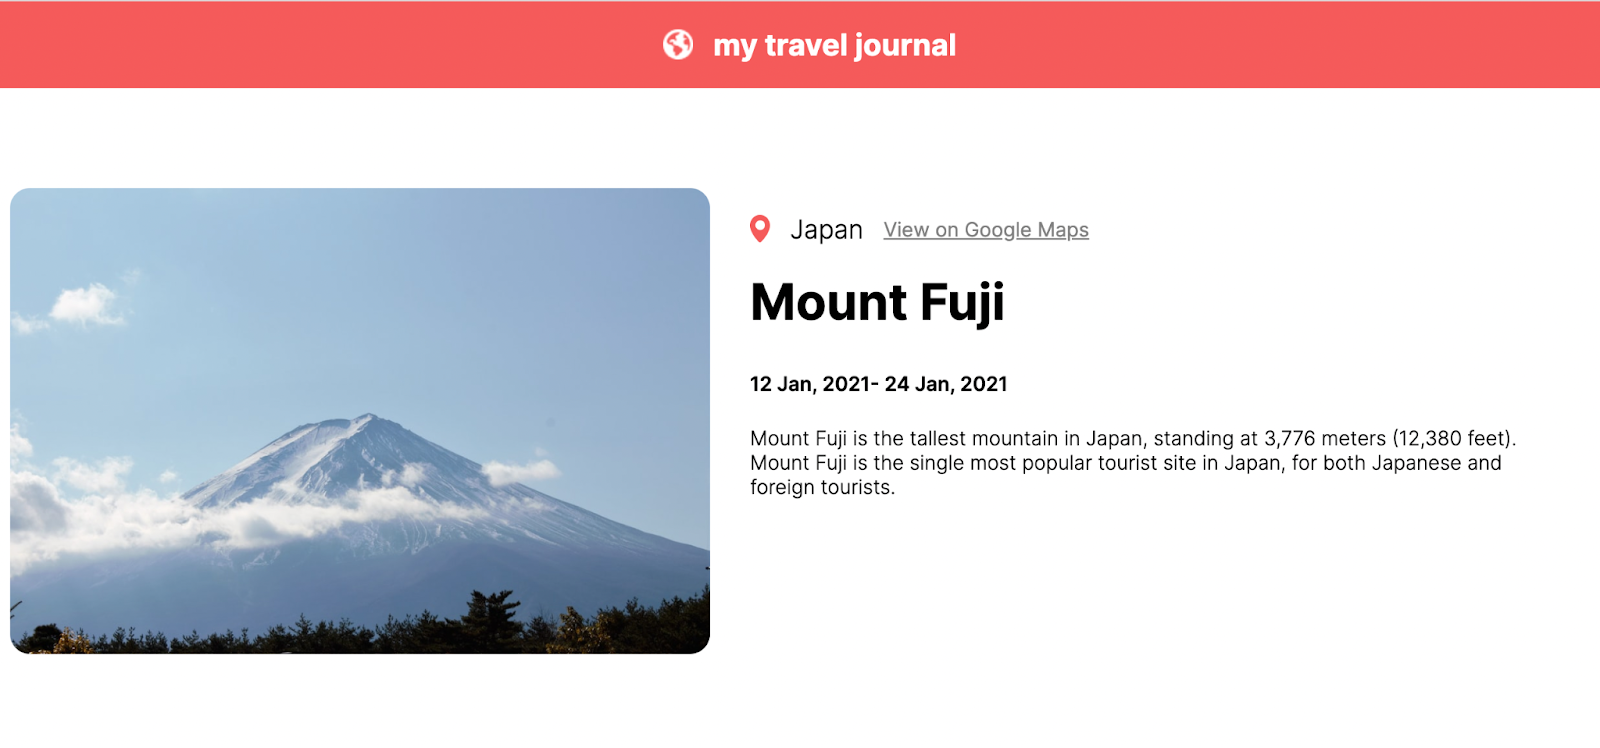 my travel journal
Japan View on Google Maps
Mount Fuji
12 Jan, 2021- 24 Jan, 2021
Mount Fuji is the tallest mountain in Japan, standing at 3,776 meters (12,380 feet).
Mount Fuji is the single most popular tourist site in Japan, for both Japanese and
foreign tourists.